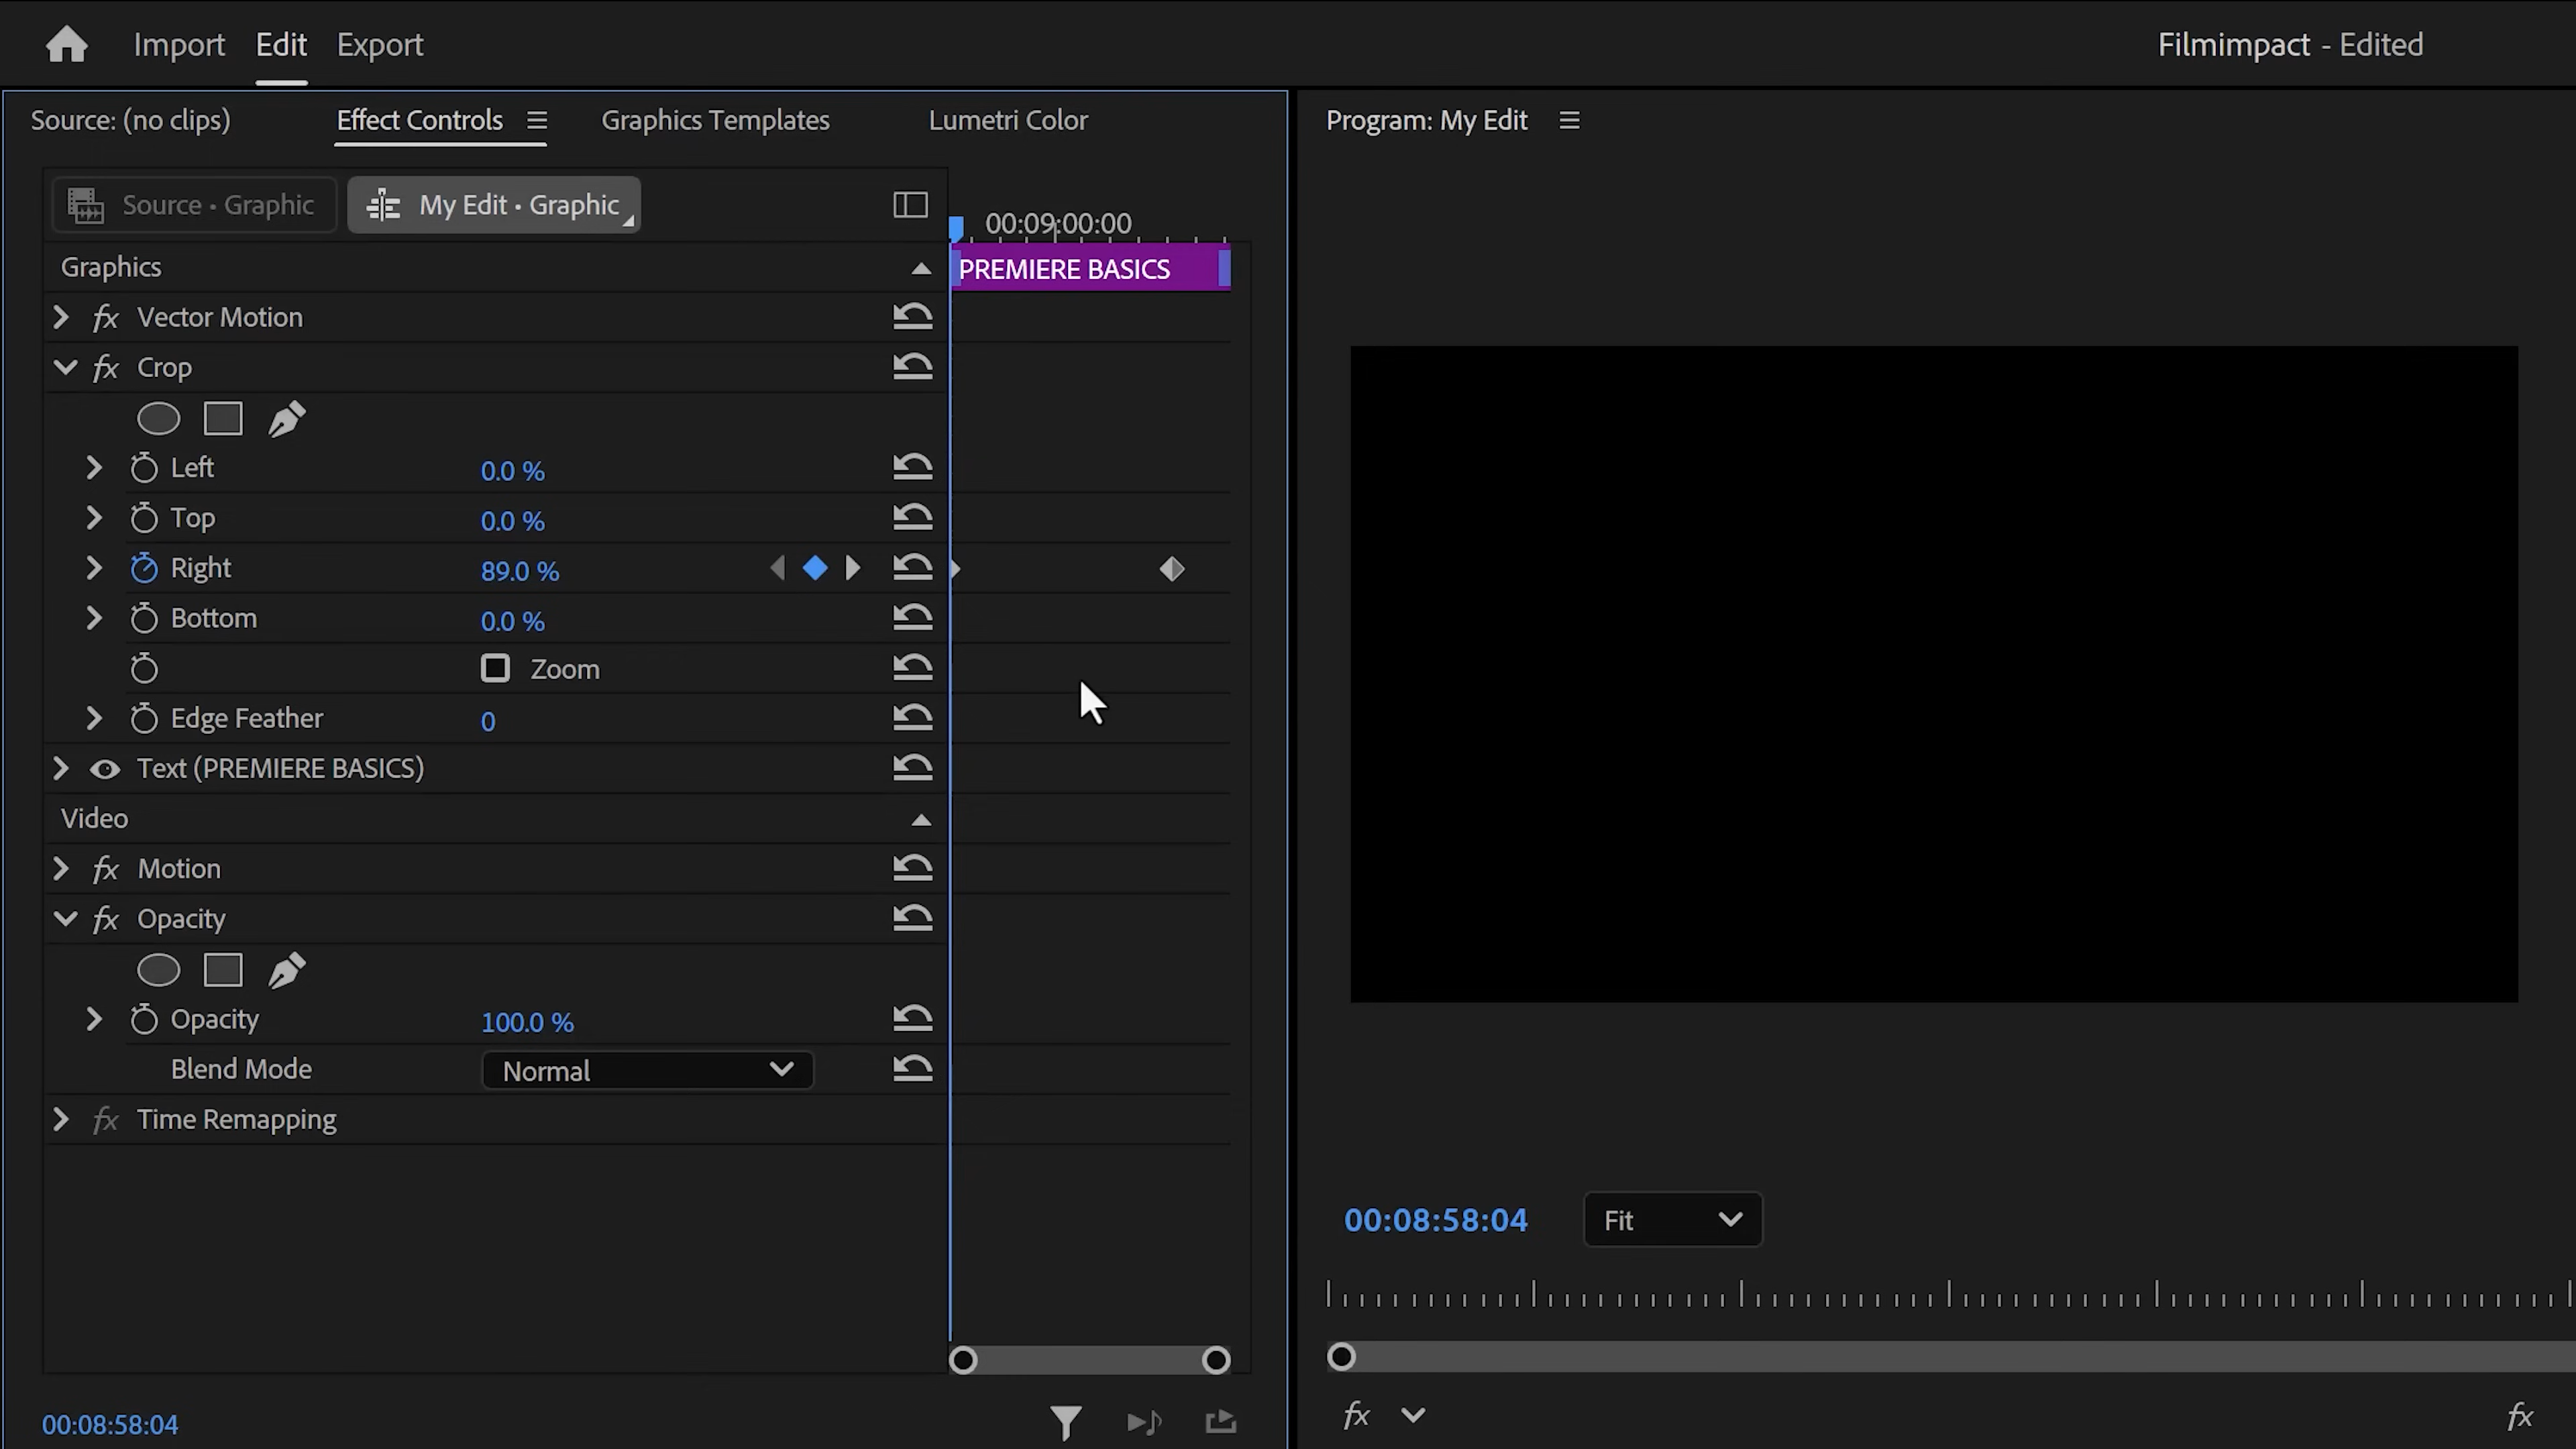 Import Edit Export
Filmimpact - Edited
Source: (no clips) Effect Controls Graphics Templates Lumetri Color
Program: My Edit
Source • Graphic My Edit • Graphic
00:09:00:00
Graphics
PREMIERE BASICS
fx Vector Motion
fx Crop
Left 0.0 %
Top 0.0 %
Right 89.0 %
Bottom 0.0 %
Zoom
Edge Feather 0
Text (PREMIERE BASICS)
Video
fx Motion
fx Opacity
Opacity 100.0 %
Blend Mode Normal
fx Time Remapping
00:08:58:04
00:08:58:04 Fit
fx
fx